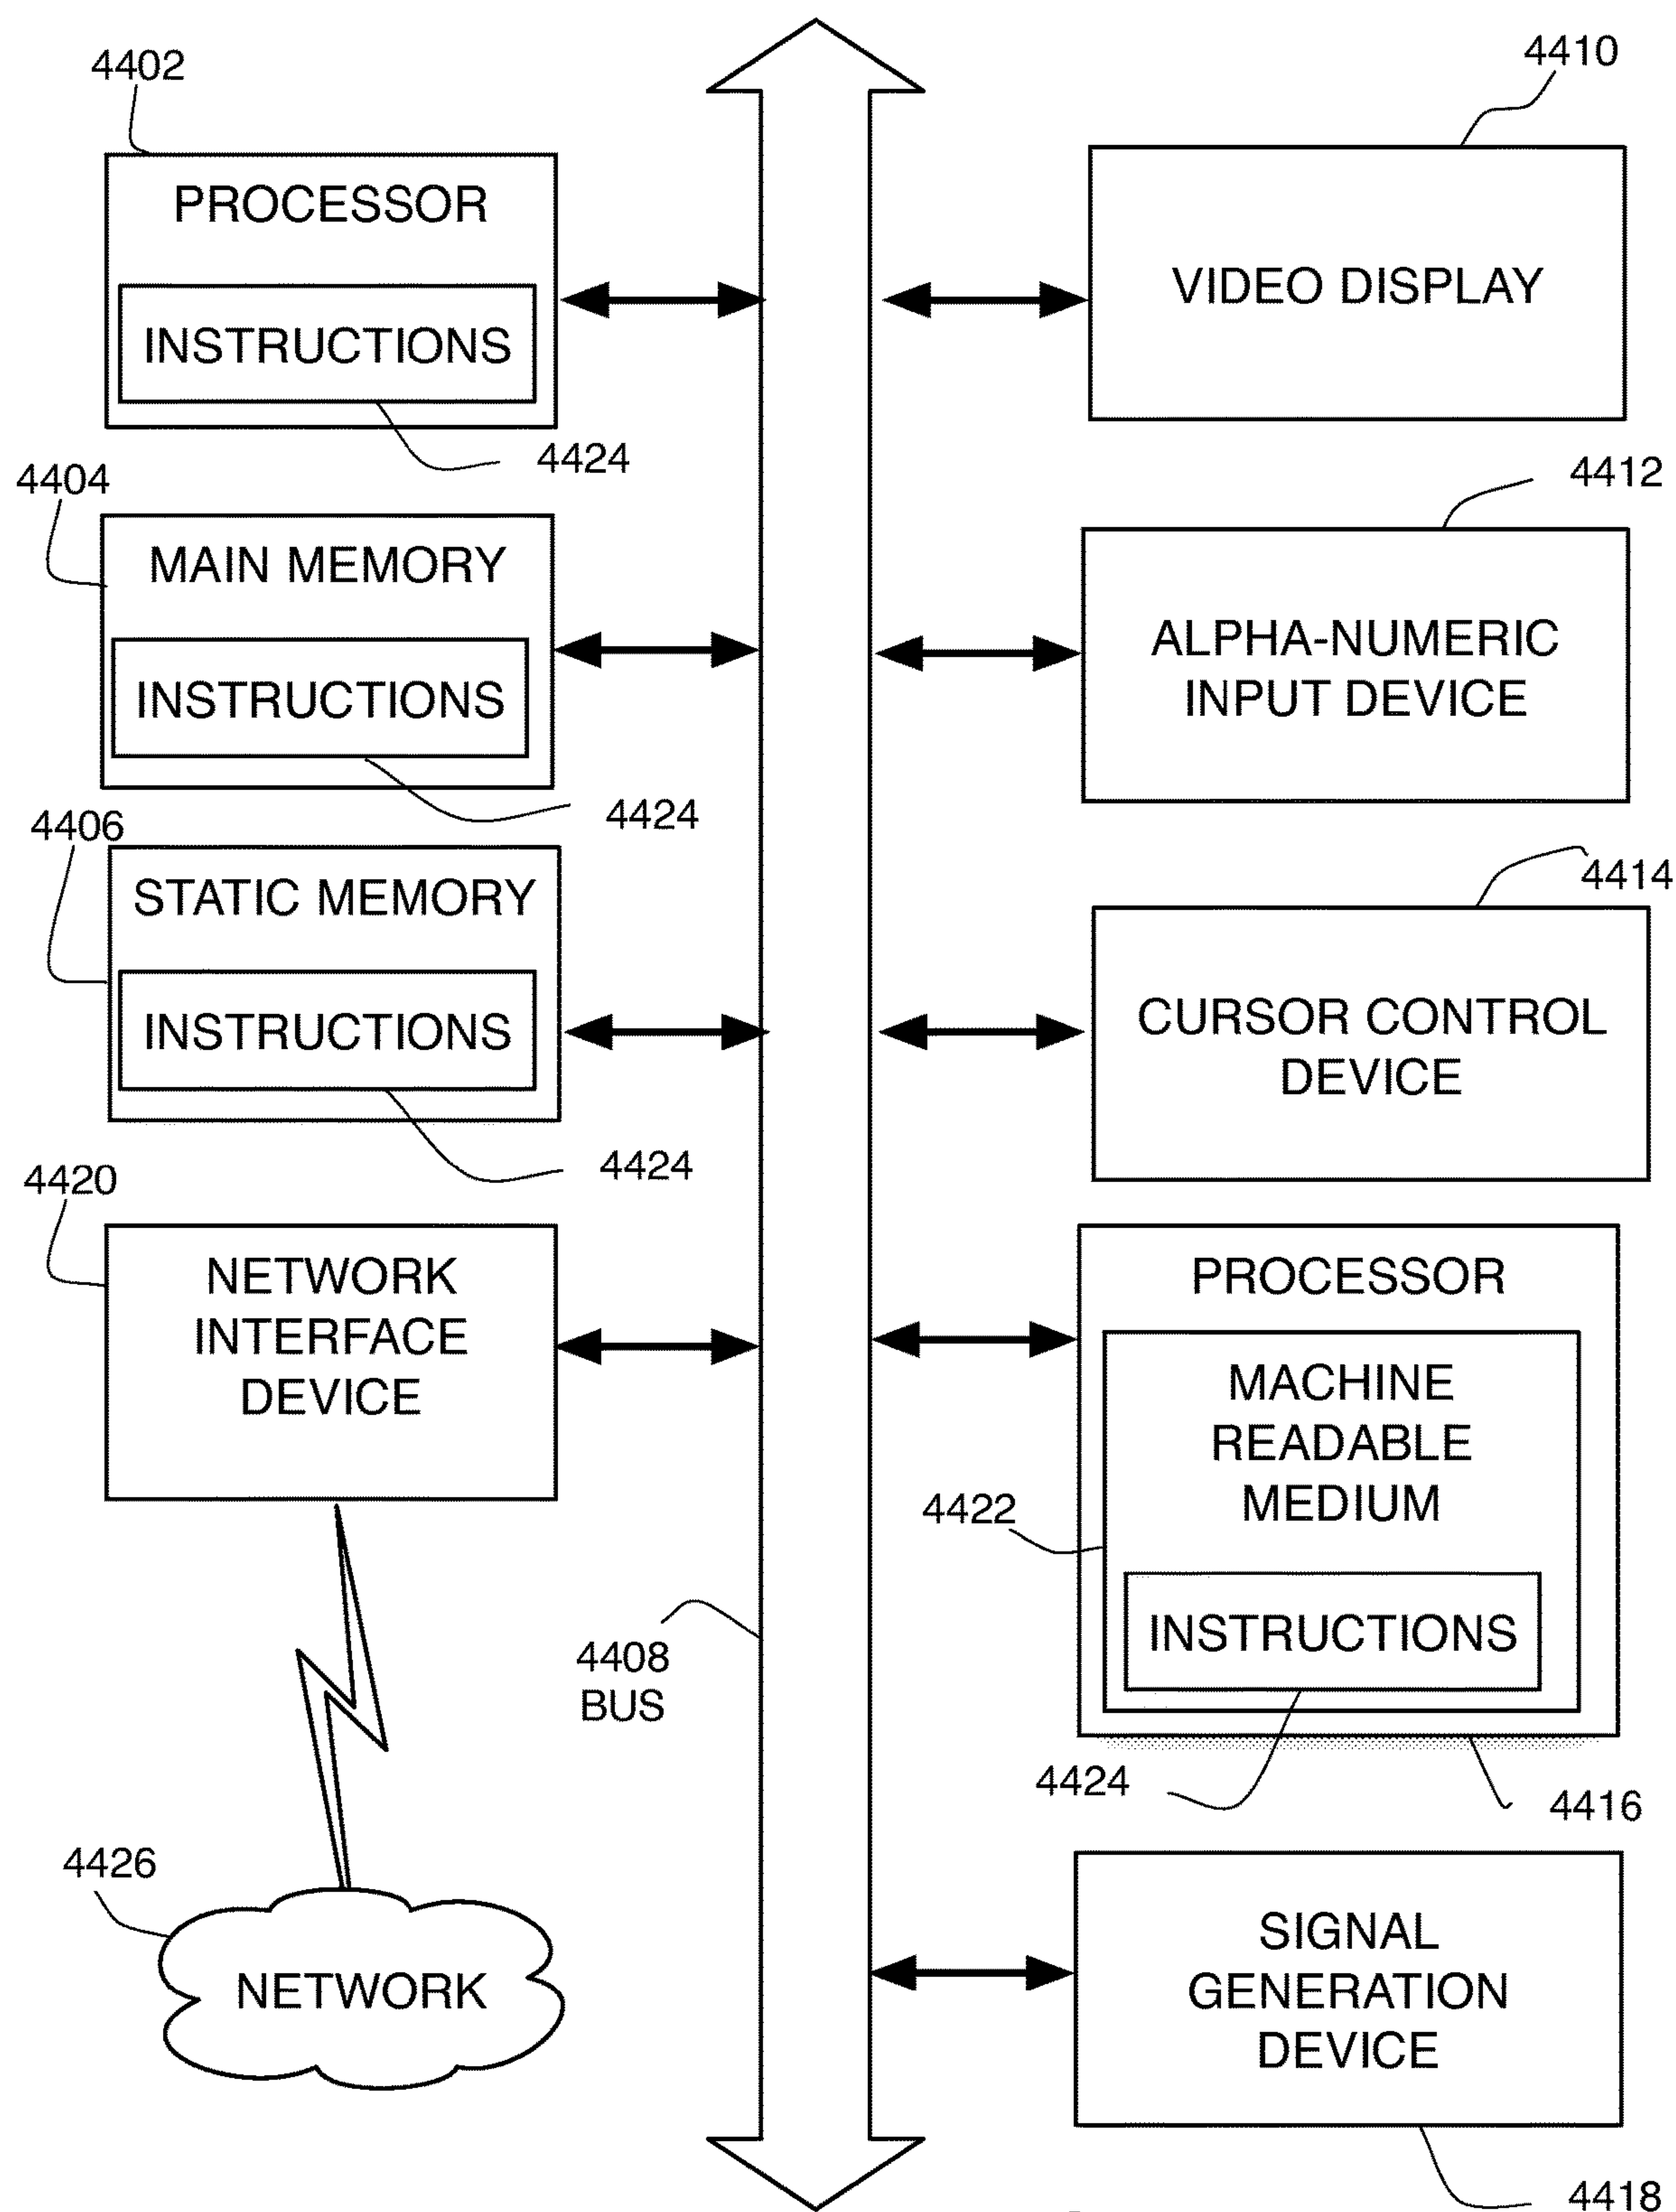 4402
PROCESSOR
INSTRUCTIONS
4424
4404
MAIN MEMORY
INSTRUCTIONS
4424
4406
STATIC MEMORY
INSTRUCTIONS
4424
4420
NETWORK
INTERFACE
DEVICE
4426
NETWORK
4408
BUS
4410
VIDEO DISPLAY
4412
ALPHA-NUMERIC
INPUT DEVICE
4414
CURSOR CONTROL
DEVICE
PROCESSOR
MACHINE
READABLE
MEDIUM
4422
INSTRUCTIONS
4424
4416
SIGNAL
GENERATION
DEVICE
4418